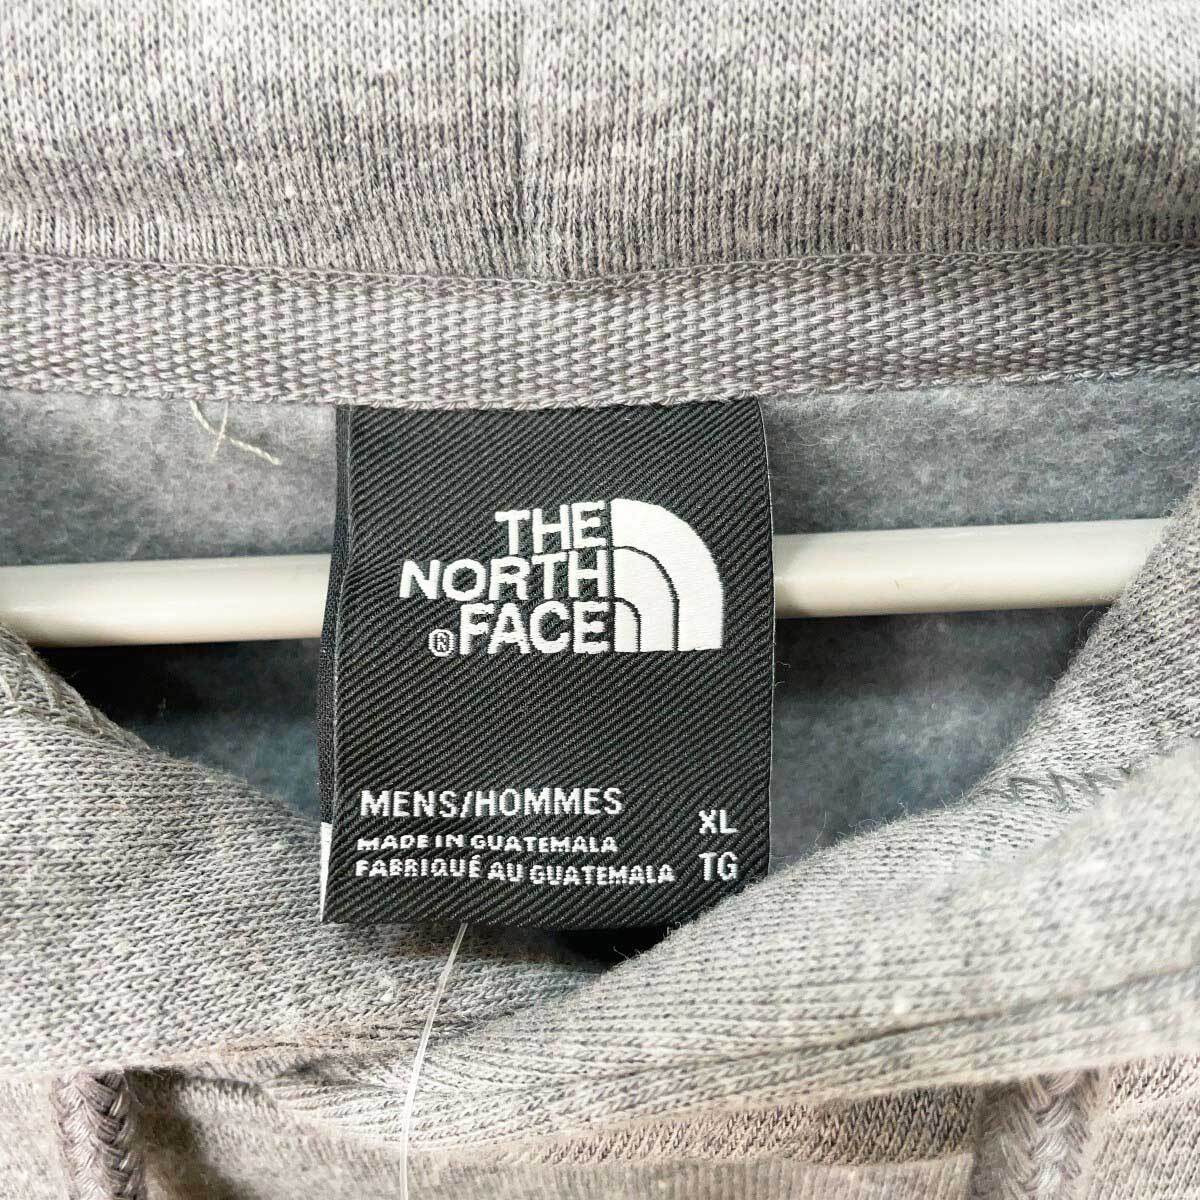 THE
NORTH
®FACE
MENS/HOMMES
MADE IN GUATEMALA
FABRIQUÉ AU GUATEMALA
XL
TG